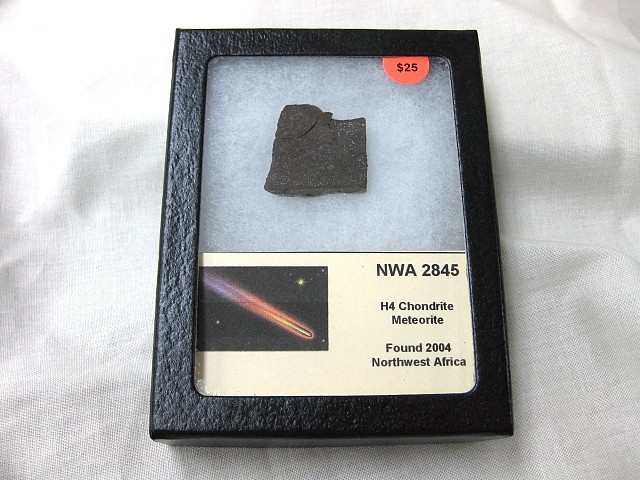 $25
NWA 2845
H4 Chondrite
Meteorite
Found 2004
Northwest Africa